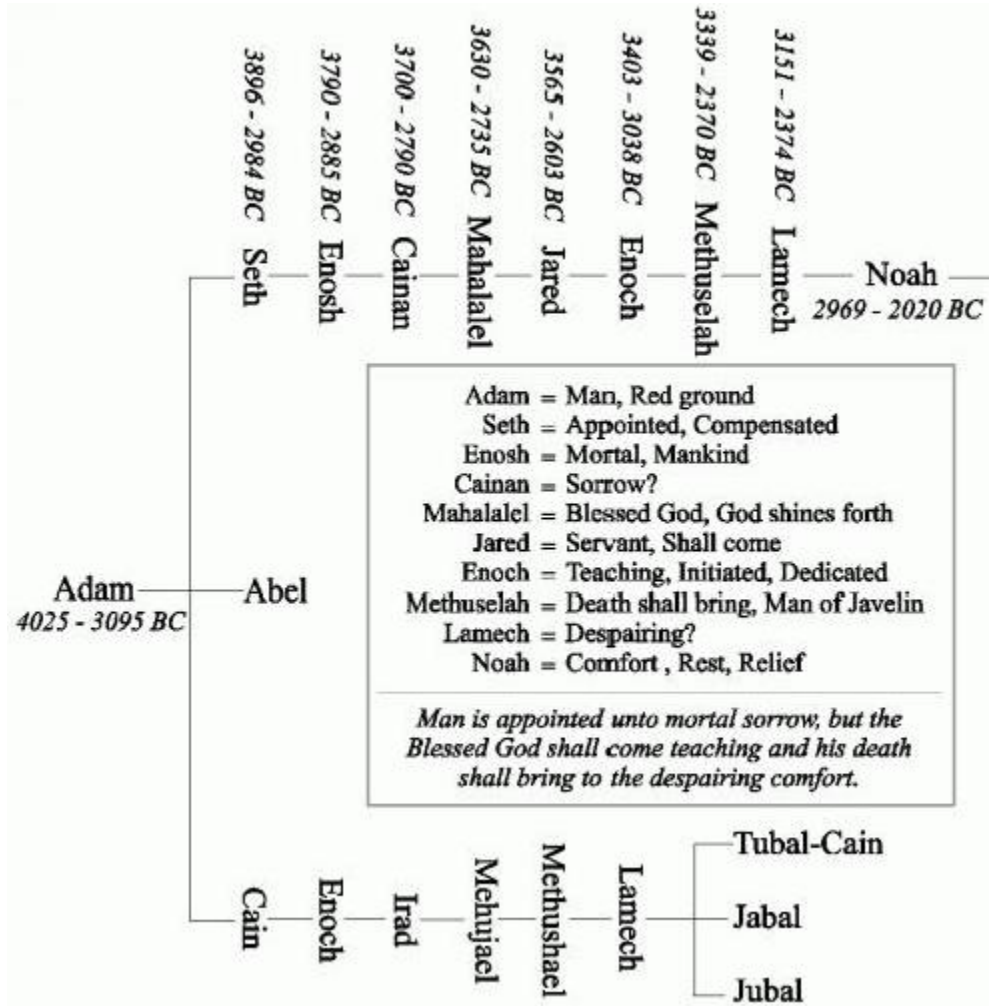 3896 - 2984 BC Seth
3790 - 2885 BC Enosh
3700 - 2790 BC Cainan
3630 - 2735 BC Mahalalel
3565 - 2603 BC Jared
3403 - 3038 BC Enoch
3339 - 2370 BC Methuselah
3151 - 2374 BC Lamech
Noah
2969 - 2020 BC
Adam = Man, Red ground
Seth = Appointed, Compensated
Enosh = Mortal, Mankind
Cainan = Sorrow?
Mahalalel = Blessed God, God shines forth
Jared = Servant, Shall come
Enoch = Teaching, Initiated, Dedicated
Methuselah = Death shall bring, Man of Javelin
Lamech = Despairing?
Noah = Comfort , Rest, Relief
Man is appointed unto mortal sorrow, but the
Blessed God shall come teaching and his death
shall bring to the despairing comfort.
Adam
4025 - 3095 BC
Abel
Cain
Enoch
Irad
Mehujael
Methushael
Lamech
Tubal-Cain
Jabal
Jubal